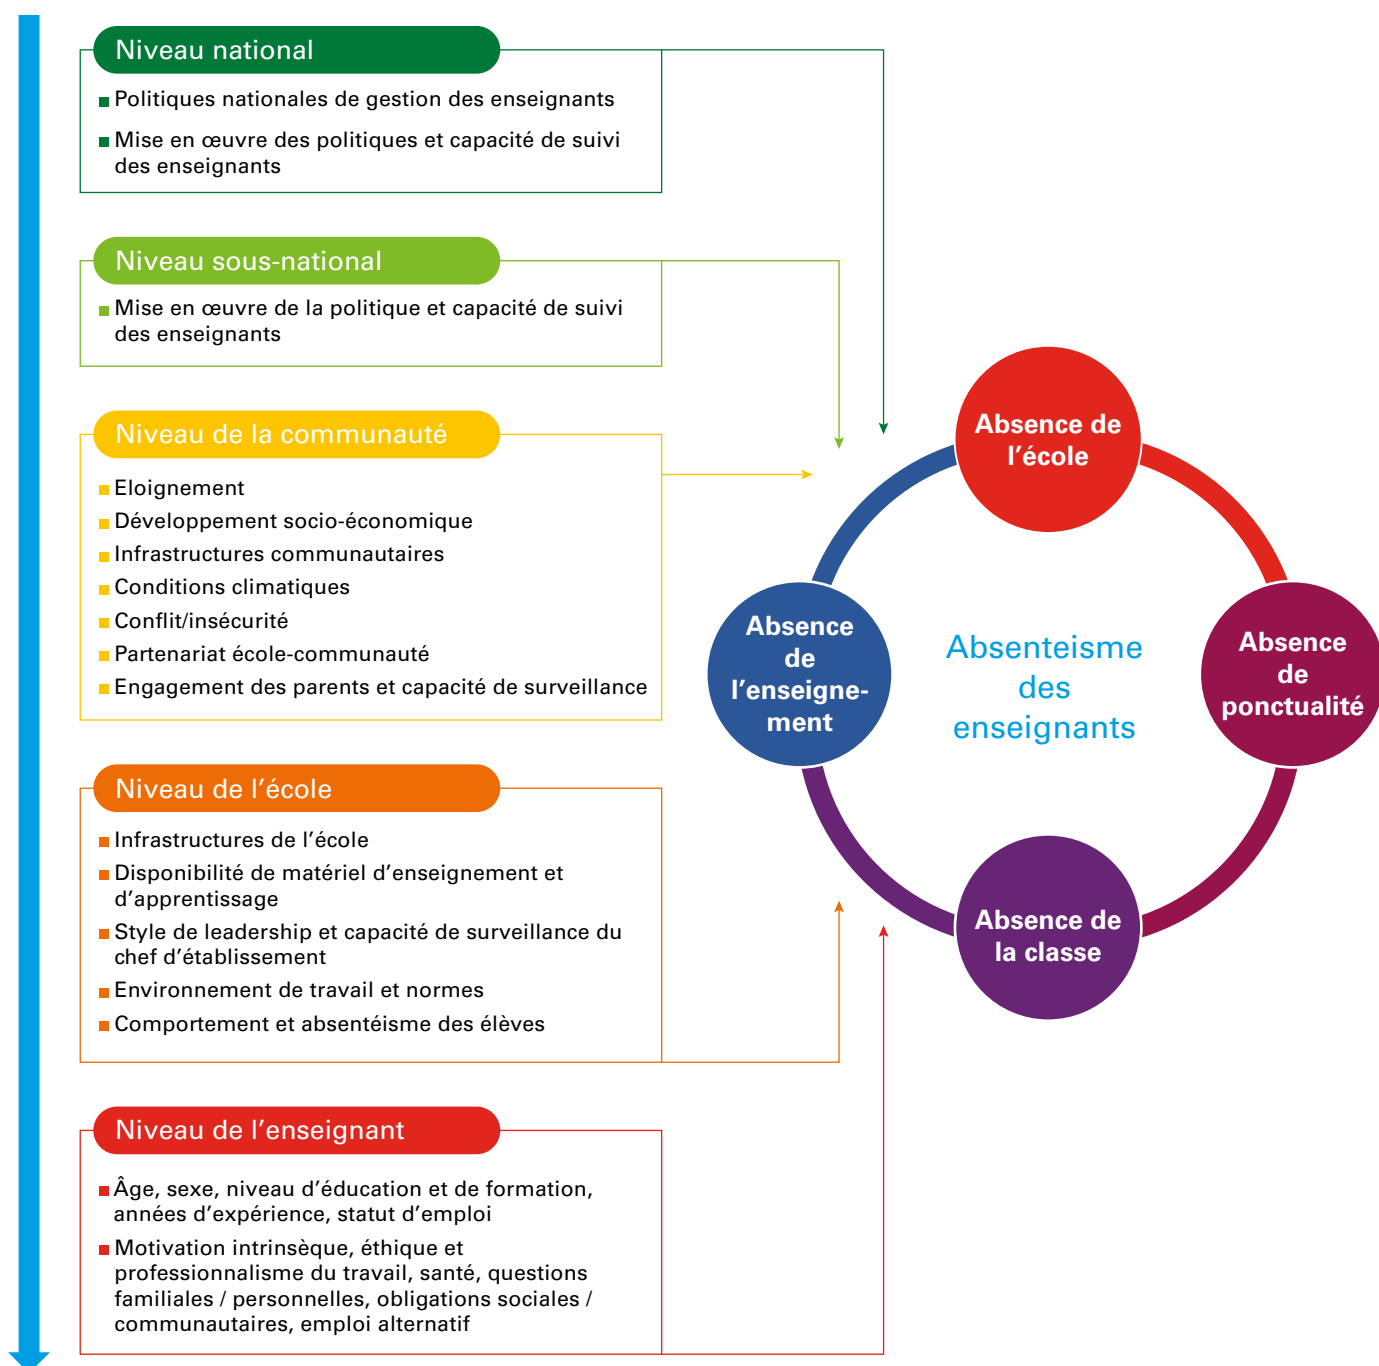 Niveau national
Politiques nationales de gestion des enseignants
Mise en œuvre des politiques et capacité de suivi
des enseignants
Niveau sous-national
Mise en œuvre de la politique et capacité de suivi
des enseignants
Niveau de la communauté
Eloignement
Développement socio-économique
Infrastructures communautaires
Conditions climatiques
Conflit/insécurité
Partenariat école-communauté
Engagement des parents et capacité de surveillance
Niveau de l'école
Infrastructures de l'école
Disponibilité de matériel d'enseignement et
d'apprentissage
Style de leadership et capacité de surveillance du
chef d'établissement
Environnement de travail et normes
Comportement et absentéisme des élèves
Niveau de l'enseignant
Âge, sexe, niveau d'éducation et de formation,
années d'expérience, statut d'emploi
Motivation intrinsèque, éthique et
professionnalisme du travail, santé, questions
familiales / personnelles, obligations sociales /
communautaires, emploi alternatif
Absence de
l'école
Absence
de
l'enseigne-
ment
Absenteisme
des
enseignants
Absence
de
ponctualité
Absence de
la classe